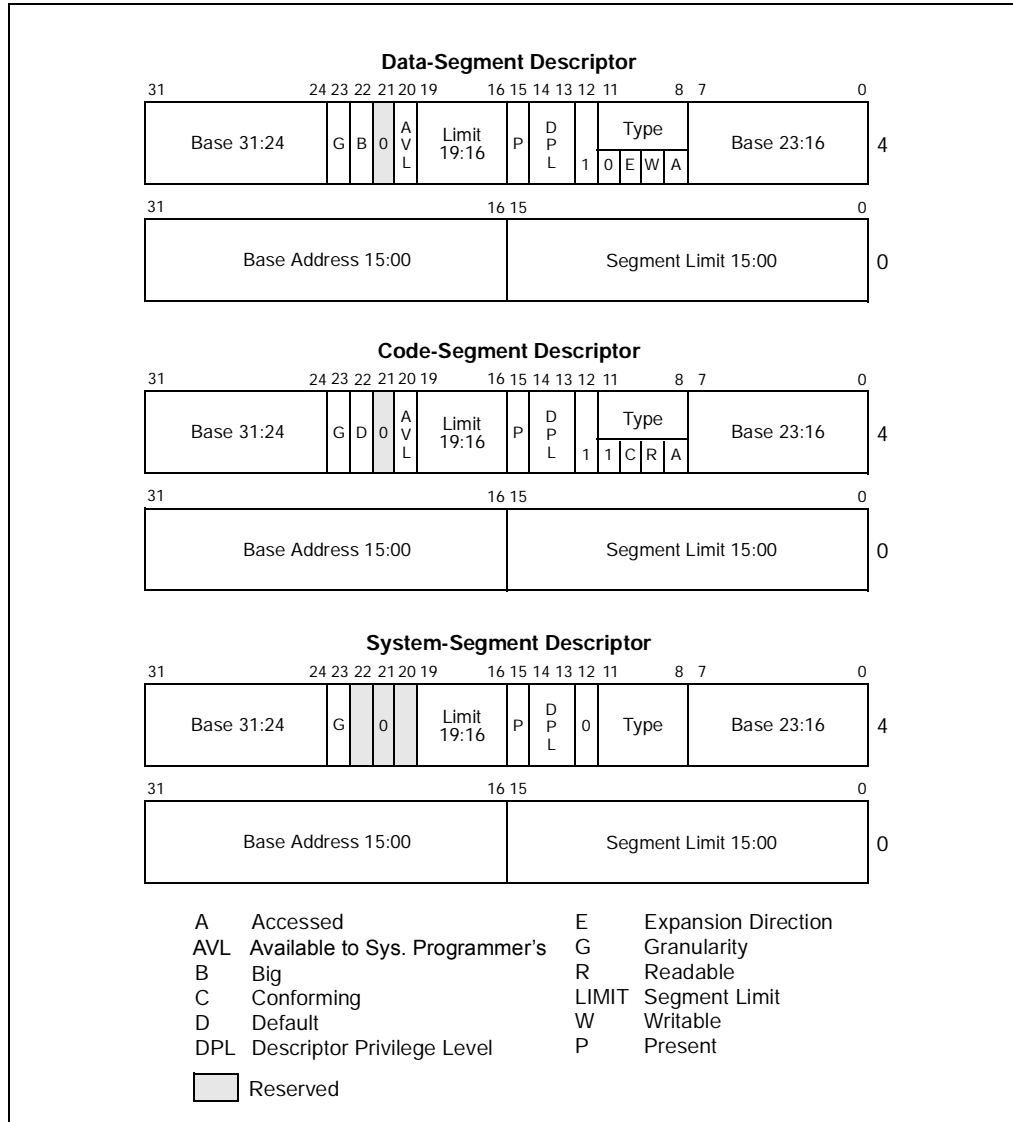 Data-Segment Descriptor
31 24 23 22 21 20 19 16 15 14 13 12 11 8 7 0
Base 31:24 G B 0 AVL Limit 19:16 P DPL 1 Type 0 E W A Base 23:16 4
31 16 15 0
Base Address 15:00 Segment Limit 15:00 0
Code-Segment Descriptor
31 24 23 22 21 20 19 16 15 14 13 12 11 8 7 0
Base 31:24 G D 0 AVL Limit 19:16 P DPL 1 Type 1 C R A Base 23:16 4
31 16 15 0
Base Address 15:00 Segment Limit 15:00 0
System-Segment Descriptor
31 24 23 22 21 20 19 16 15 14 13 12 11 8 7 0
Base 31:24 G 0 Limit 19:16 P DPL 0 Type Base 23:16 4
31 16 15 0
Base Address 15:00 Segment Limit 15:00 0
A Accessed
AVL Available to Sys. Programmer's
B Big
C Conforming
D Default
DPL Descriptor Privilege Level
E Expansion Direction
G Granularity
R Readable
LIMIT Segment Limit
W Writable
P Present
Reserved